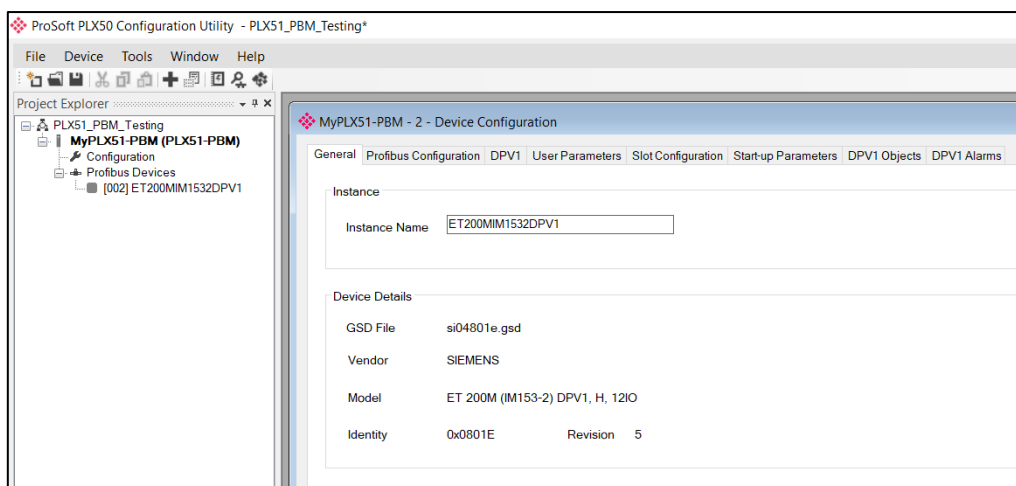 ProSoft PLX50 Configuration Utility - PLX51_PBM_Testing*
File Device Tools Window Help
Project Explorer
PLX51_PBM_Testing
MyPLX51-PBM (PLX51-PBM)
Configuration
Profibus Devices
[002] ET200MIM1532DPV1
MyPLX51-PBM - 2 - Device Configuration
General Profibus Configuration DPV1 User Parameters Slot Configuration Start-up Parameters DPV1 Objects DPV1 Alarms
Instance
Instance Name ET200MIM1532DPV1
Device Details
GSD File si04801e.gsd
Vendor SIEMENS
Model ET 200M (IM153-2) DPV1, H, 12IO
Identity 0x0801E Revision 5